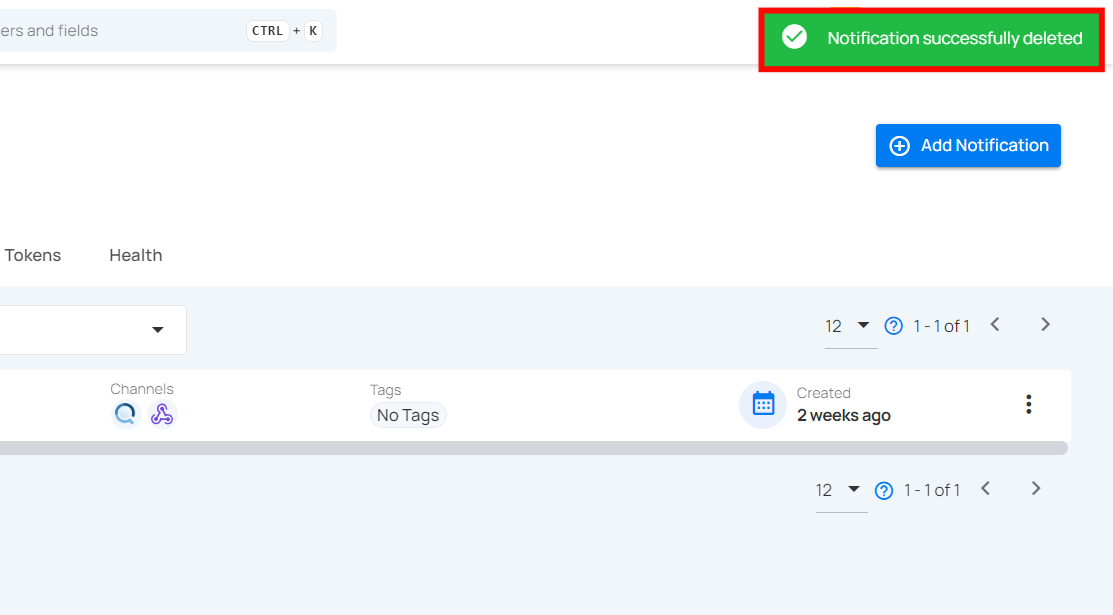 ers and fields CTRL + K
Notification successfully deleted
Add Notification
Tokens Health
12 ? 1 - 1 of 1
Channels Tags Created
No Tags 2 weeks ago
12 ? 1 - 1 of 1